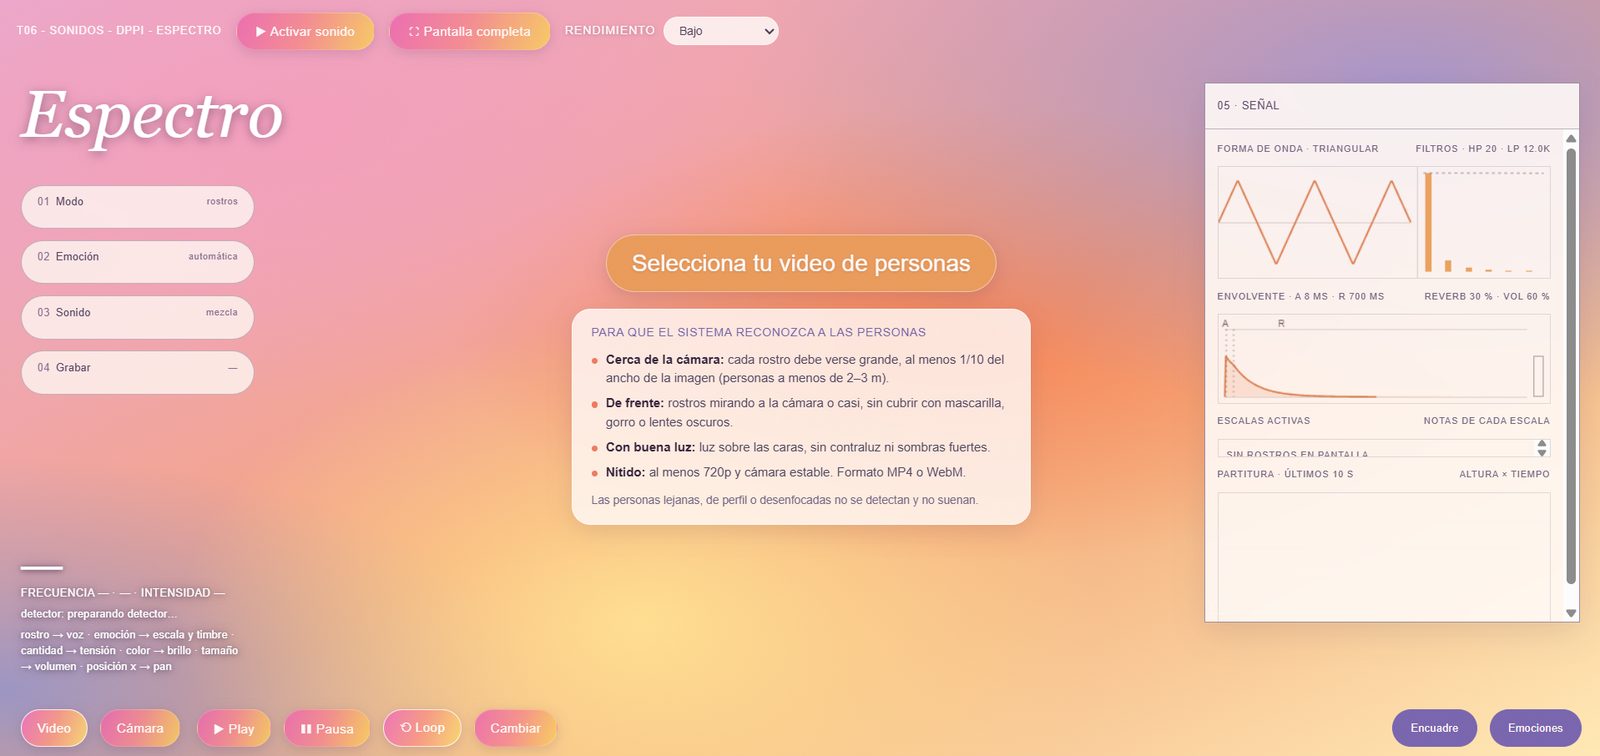 T06 - SONIDOS - DPPI - ESPECTRO
▶ Activar sonido
⛶ Pantalla completa
RENDIMIENTO
Bajo
Espectro
01 Modo rostros
02 Emoción automática
03 Sonido mezcla
04 Grabar —
Selecciona tu video de personas
PARA QUE EL SISTEMA RECONOZCA A LAS PERSONAS
Cerca de la cámara: cada rostro debe verse grande, al menos 1/10 del
ancho de la imagen (personas a menos de 2–3 m).
De frente: rostros mirando a la cámara o casi, sin cubrir con mascarilla,
gorro o lentes oscuros.
Con buena luz: luz sobre las caras, sin contraluz ni sombras fuertes.
Nítido: al menos 720p y cámara estable. Formato MP4 o WebM.
Las personas lejanas, de perfil o desenfocadas no se detectan y no suenan.
05 · SEÑAL
FORMA DE ONDA · TRIANGULAR
FILTROS · HP 20 · LP 12.0K
ENVOLVENTE · A 8 MS · R 700 MS
REVERB 30 % · VOL 60 %
A R
ESCALAS ACTIVAS
NOTAS DE CADA ESCALA
SIN ROSTROS EN PANTALLA
PARTITURA · ÚLTIMOS 10 S
ALTURA × TIEMPO
FRECUENCIA — · — · INTENSIDAD —
detector: preparando detector...
rostro → voz · emoción → escala y timbre ·
cantidad → tensión · color → brillo · tamaño
→ volumen · posición x → pan
Video
Cámara
▶ Play
Pausa
Loop
Cambiar
Encuadre
Emociones